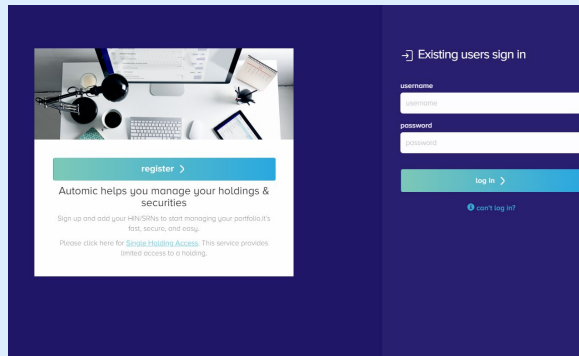 register
Automic helps you manage your holdings &
securities
Sign up and add your HIN/SRNs to start managing your portfolio.It's
fast, secure, and easy.
Please click here for Single Holding Access. This service provides
limited access to a holding.
Existing users sign in
username
username
password
password
log in
can't log in?